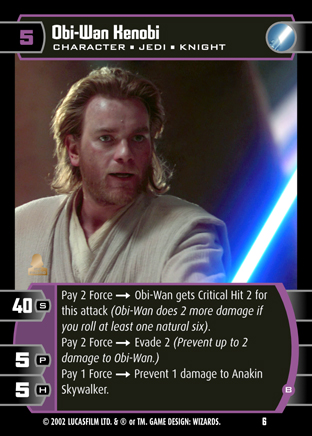 5
Obi-Wan Kenobi
CHARACTER ▪ JEDI ▪ KNIGHT
40 S
5 P
5 H
Pay 2 Force → Obi-Wan gets Critical Hit 2 for
this attack (Obi-Wan does 2 more damage if
you roll at least one natural six).
Pay 2 Force → Evade 2 (Prevent up to 2
damage to Obi-Wan.)
Pay 1 Force → Prevent 1 damage to Anakin
Skywalker.
© 2002 LUCASFILM LTD. & ® or TM. GAME DESIGN: WIZARDS.
6